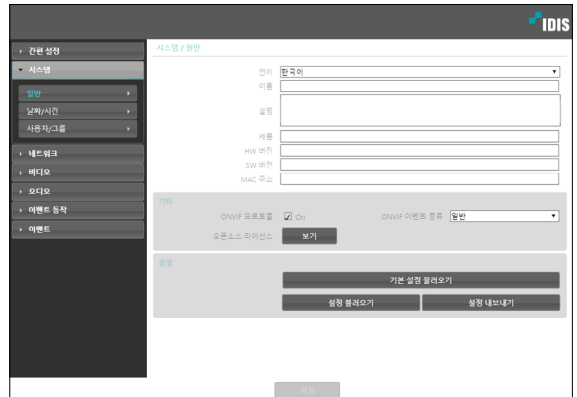 IDIS
간편 설정
시스템
일반
날짜/시간
사용자/그룹
네트워크
비디오
오디오
이벤트 동작
이벤트
시스템 / 일반
언어 한국어
이름
설명
제품
HW 버전
SW 버전
MAC 주소
기타
ONVIF 프로토콜 On ONVIF 이벤트 종류 일반
오픈소스 라이선스 보기
설정
기본 설정 불러오기
설정 불러오기 설정 내보내기